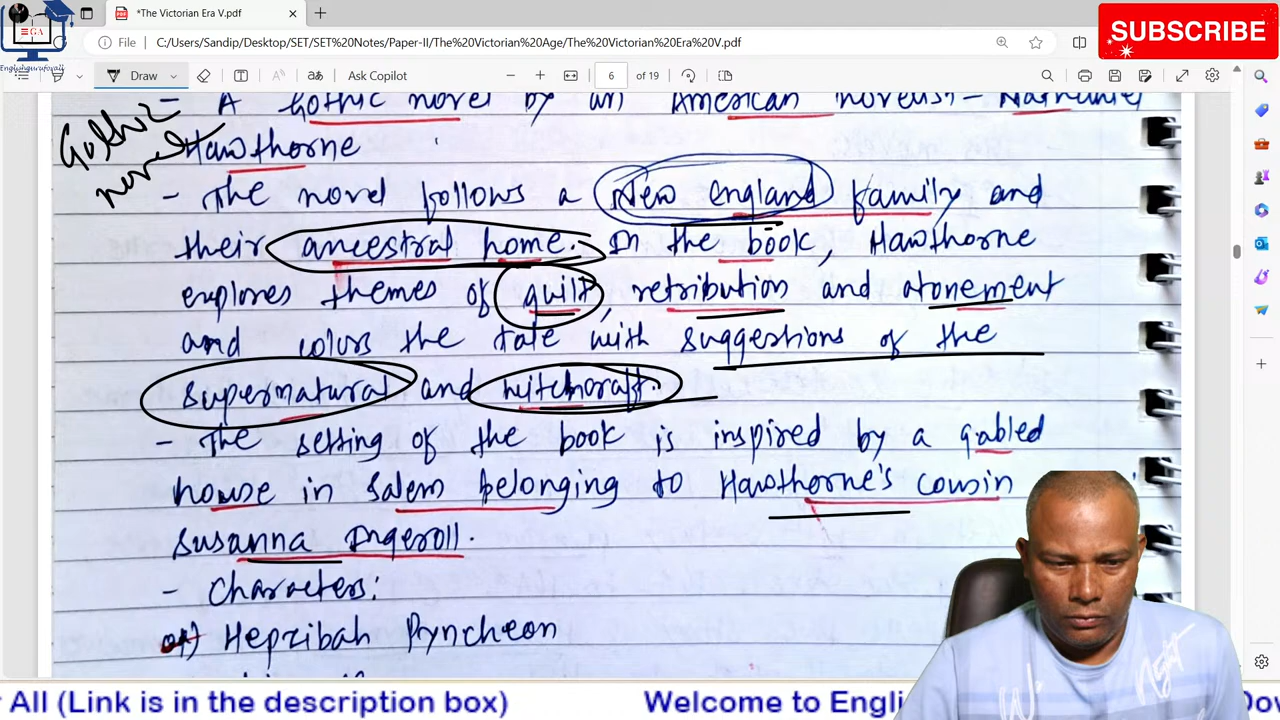 *The Victorian Era V.pdf
SUBSCRIBE
EGA
Englishguruforall
File
C:/Users/Sandip/Desktop/SET/SET%20Notes/Paper-II/The%20Victorian%20Age/The%20Victorian%20Era%20V.pdf
Draw
Ask Copilot
6 of 19
- A Gothic novel by an American novelist - Nathaniel
Hawthorne
Gothic
novel
- The novel follows a New england family and
their ancestral home. In the book, Hawthorne
explores themes of guilt, retribution and atonement
and colors the tale with suggestions of the
supernatural and witchcraft.
- The setting of the book is inspired by a gabled
house in Salem belonging to Hawthorne's cousin
Susanna Ingeroll.
- Characters:
Hepzibah Pyncheon
r All (Link is in the description box)
Welcome to Engli
Dov